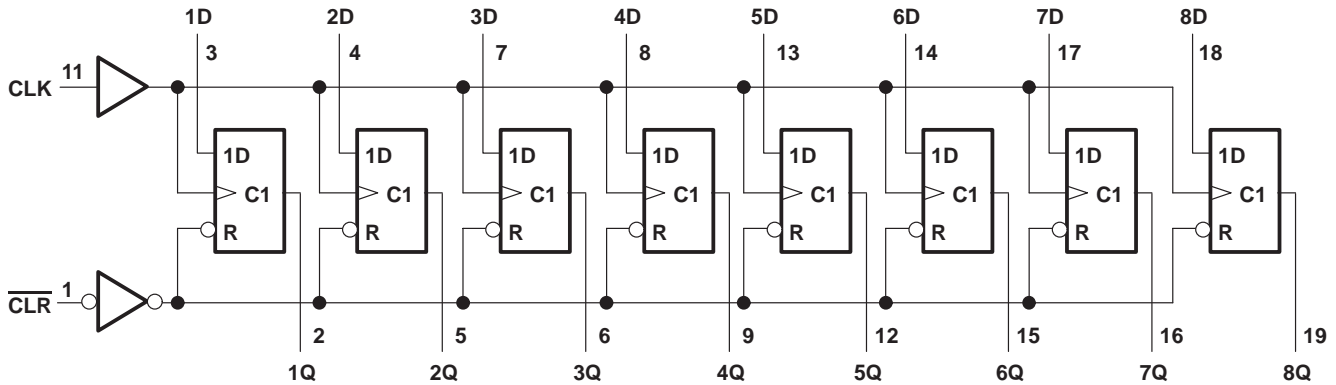 1D 2D 3D 4D 5D 6D 7D 8D
3 4 7 8 13 14 17 18
CLK 11
1D 1D 1D 1D 1D 1D 1D 1D
C1 C1 C1 C1 C1 C1 C1 C1
R R R R R R R R
CLR 1
2 5 6 9 12 15 16 19
1Q 2Q 3Q 4Q 5Q 6Q 7Q 8Q